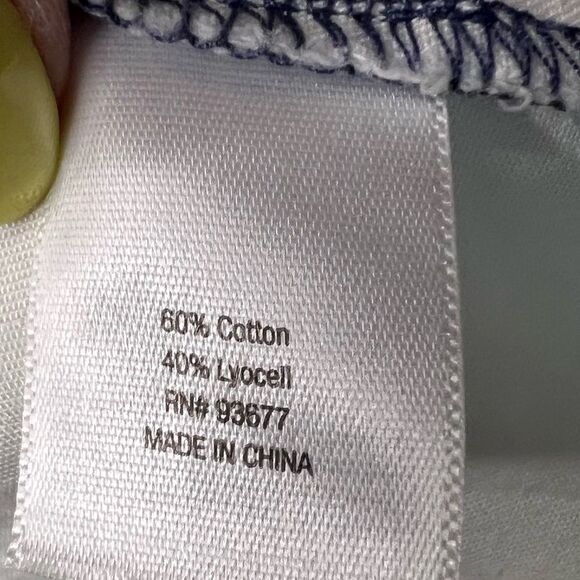 60% Cotton
40% Lyocell
RN# 93677
MADE IN CHINA